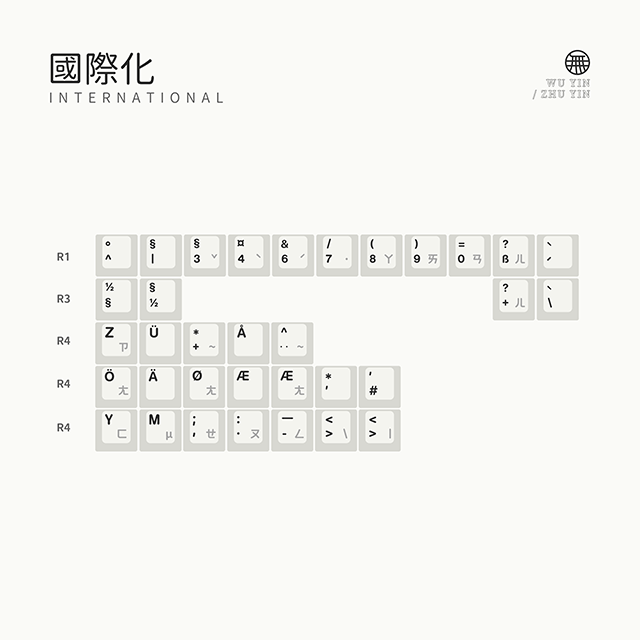 國際化
INTERNATIONAL
無
WU YIN
/ ZHU YIN
R1
° ^
§ |
§ 3 ˇ
¤ 4 ˋ
& 6 ˊ
/ 7 ˙
( 8 ㄚ
) 9 ㄞ
= 0 ㄢ
? ß ㄦ
ˋ ˊ
R3
½ §
§ ½
? + ㄦ
ˋ \
R4
Z ㄗ
Ü
* + ~
Å
^ ¨ ~
R4
Ö ㄤ
Ä
Ø ㄤ
Æ
Æ ㄤ
* '
' #
R4
Y ㄈ
M µ
; , ㄝ
: . ㄡ
— - ㄥ
< > \
< > |